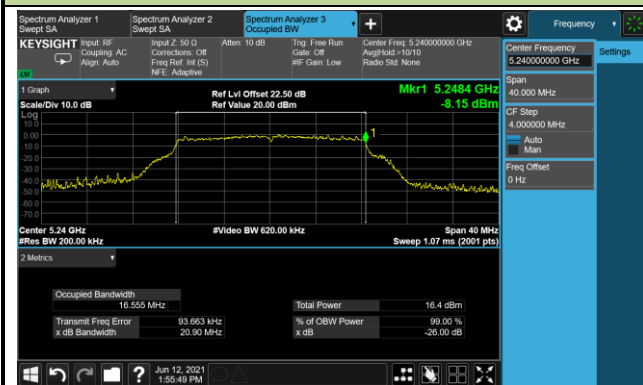 Spectrum Analyzer 1
Swept SA
Spectrum Analyzer 2
Swept SA
Spectrum Analyzer 3
Occupied BW
Frequency
KEYSIGHT
Input: RF
Coupling: AC
Align: Auto
Input Z: 50 Ω
Corrections: Off
Freq Ref: Int (S)
NFE: Adaptive
Atten: 10 dB
Trig: Free Run
Gate: Off
#IF Gain: Low
Center Freq: 5.240000000 GHz
Avg|Hold:>10/10
Radio Std: None
Center Frequency
5.240000000 GHz
Settings
Span
40.000 MHz
CF Step
4.000000 MHz
Auto
Man
Freq Offset
0 Hz
1 Graph
Scale/Div 10.0 dB
Ref Lvl Offset 22.50 dB
Ref Value 20.00 dBm
Mkr1 5.2484 GHz
-8.15 dBm
Log
10.0
0.00
-10.0
-20.0
-30.0
-40.0
-50.0
-60.0
-70.0
1
Center 5.24 GHz
#Res BW 200.00 kHz
#Video BW 620.00 kHz
Span 40 MHz
Sweep 1.07 ms (2001 pts)
2 Metrics
Occupied Bandwidth
16.555 MHz
Total Power 16.4 dBm
Transmit Freq Error 93.663 kHz
% of OBW Power 99.00 %
x dB Bandwidth 20.90 MHz
x dB -26.00 dB
Jun 12, 2021
1:55:49 PM